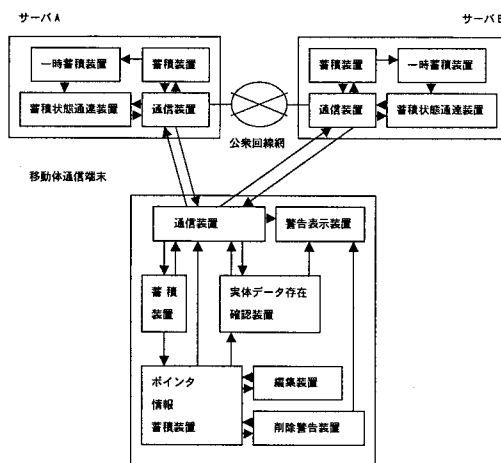 サーバA
サーバB
一時蓄積装置
蓄積装置
蓄積装置
一時蓄積装置
蓄積状態通達装置
通信装置
通信装置
蓄積状態通達装置
公衆回線網
移動体通信端末
通信装置
警告表示装置
蓄積
装置
実体データ存在
確認装置
ポインタ
情報
蓄積装置
編集装置
削除警告装置